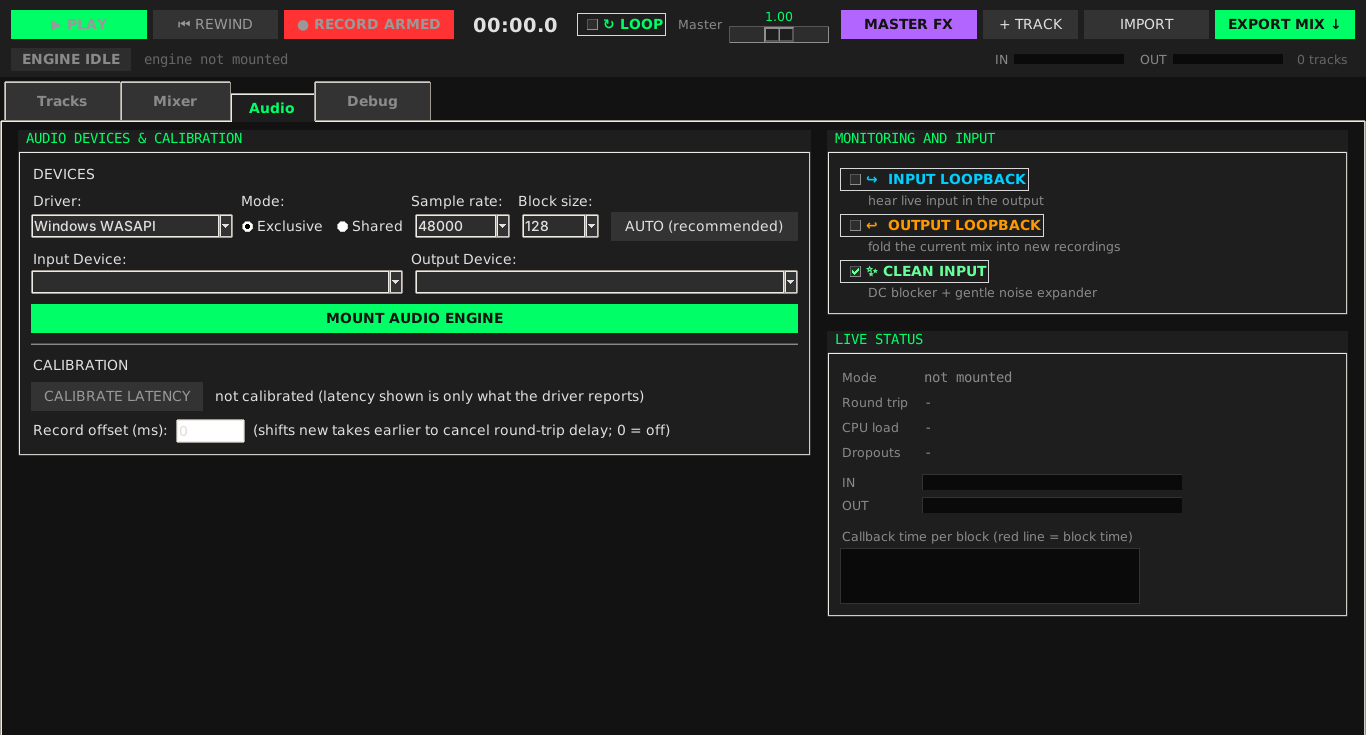 ▶ PLAY
⏮ REWIND
● RECORD ARMED
00:00.0
↻ LOOP
Master
1.00
MASTER FX
+ TRACK
IMPORT
EXPORT MIX ↓
ENGINE IDLE
engine not mounted
IN
OUT
0 tracks
Tracks
Mixer
Audio
Debug
AUDIO DEVICES & CALIBRATION
DEVICES
Driver:
Mode:
Sample rate:
Block size:
Windows WASAPI
Exclusive
Shared
48000
128
AUTO (recommended)
Input Device:
Output Device:
MOUNT AUDIO ENGINE
CALIBRATION
CALIBRATE LATENCY
not calibrated (latency shown is only what the driver reports)
Record offset (ms):
0
(shifts new takes earlier to cancel round-trip delay; 0 = off)
MONITORING AND INPUT
↪ INPUT LOOPBACK
hear live input in the output
↩ OUTPUT LOOPBACK
fold the current mix into new recordings
✨ CLEAN INPUT
DC blocker + gentle noise expander
LIVE STATUS
Mode
not mounted
Round trip
-
CPU load
-
Dropouts
-
IN
OUT
Callback time per block (red line = block time)